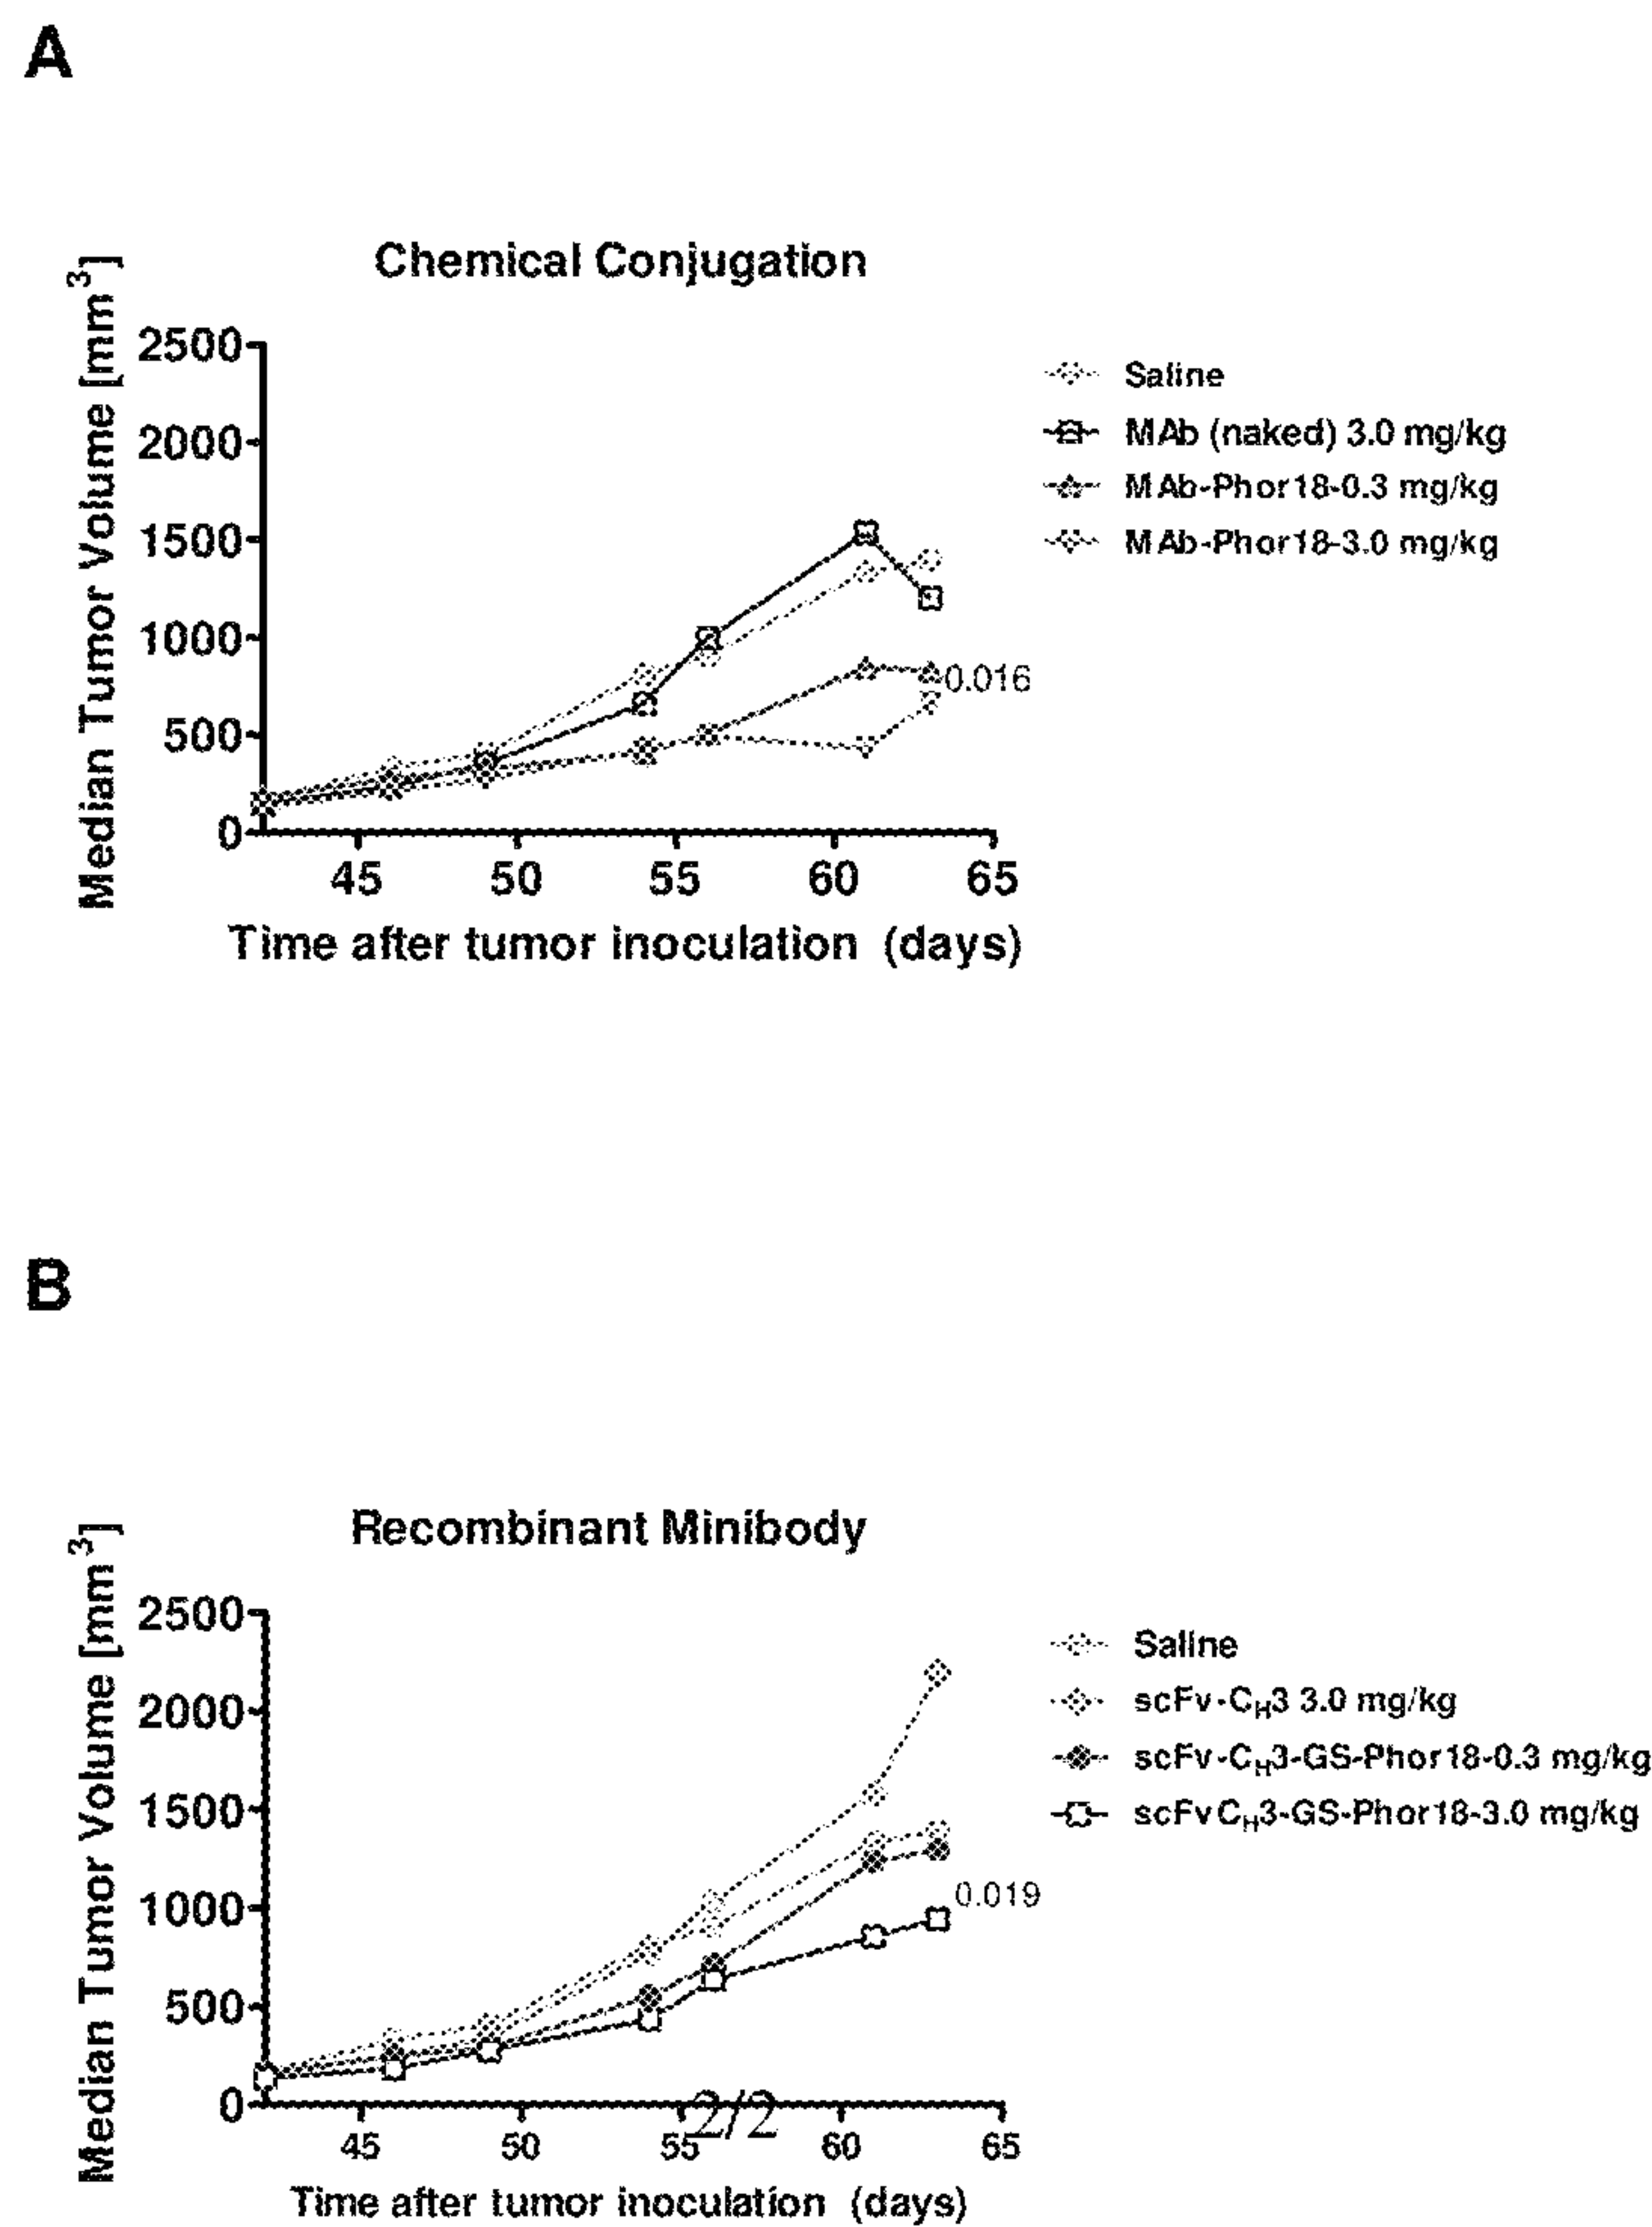 A
Chemical Conjugation
Median Tumor Volume [mm³]
2500
2000
1500
1000
500
0
45 50 55 60 65
Time after tumor inoculation (days)
Saline
MAb (naked) 3.0 mg/kg
MAb-Phor18-0.3 mg/kg
MAb-Phor18-3.0 mg/kg
0.016
B
Recombinant Minibody
Median Tumor Volume [mm³]
2500
2000
1500
1000
500
0
45 50 55 60 65
2/2
Time after tumor inoculation (days)
Saline
scFv-CH3 3.0 mg/kg
scFv-CH3-GS-Phor18-0.3 mg/kg
scFvCH3-GS-Phor18-3.0 mg/kg
0.019